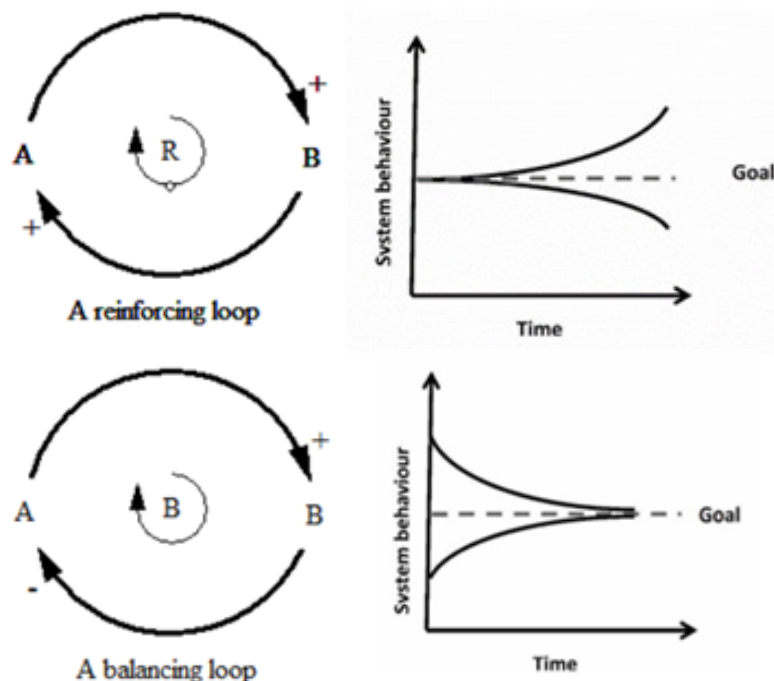 +
A
R
B
+
A reinforcing loop
System behaviour
Goal
Time
+
A
B
B
-
A balancing loop
System behaviour
Goal
Time